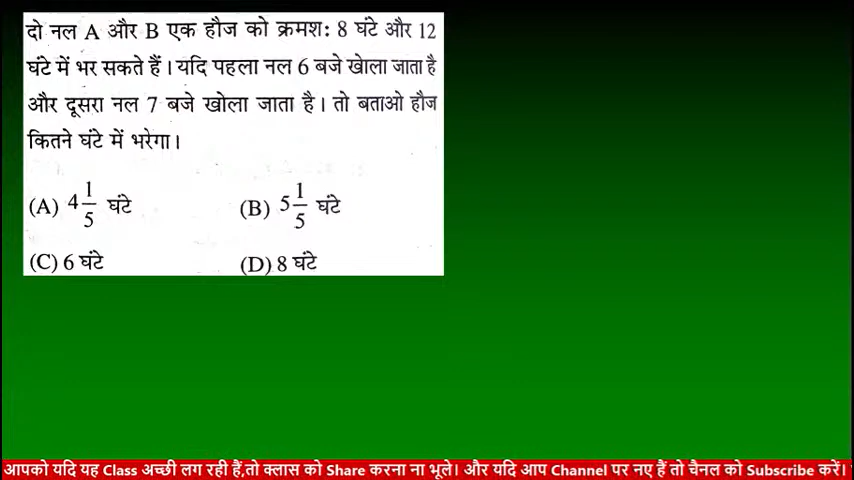 दो नल A और B एक हौज को क्रमश: 8 घंटे और 12
घंटे में भर सकते हैं। यदि पहला नल 6 बजे खोला जाता है
और दूसरा नल 7 बजे खोला जाता है। तो बताओ हौज
कितने घंटे में भरेगा।
(A) 4 1/5 घंटे (B) 5 1/5 घंटे
(C) 6 घंटे (D) 8 घंटे
आपको यदि यह Class अच्छी लग रही हैं,तो क्लास को Share करना ना भूले। और यदि आप Channel पर नए हैं तो चैनल को Subscribe करें।